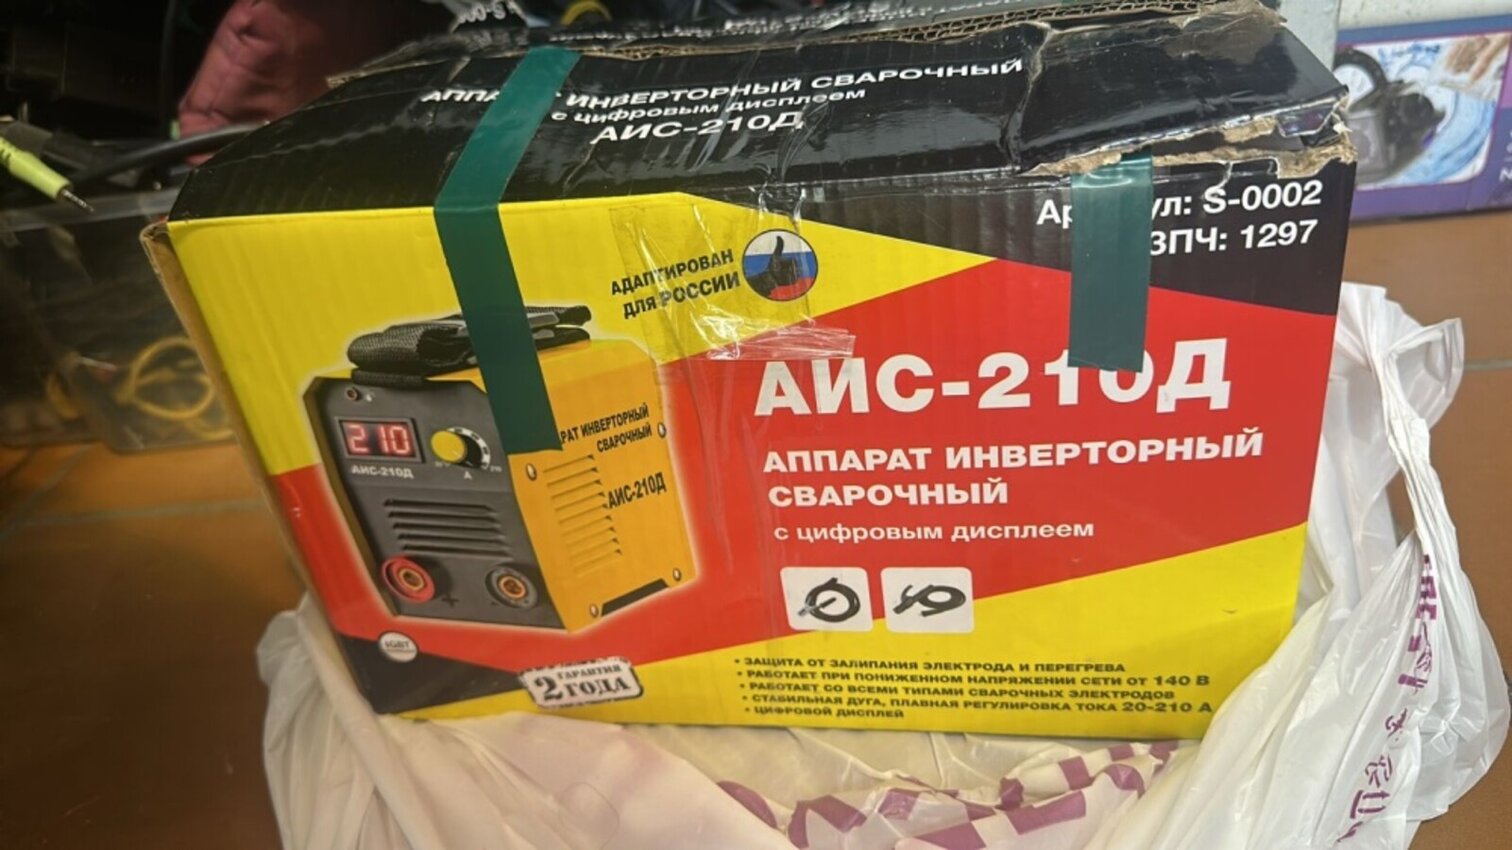 АППАРАТ ИНВЕРТОРНЫЙ СВАРОЧНЫЙ
с цифровым дисплеем
АИС-210Д
Артикул: S-0002
ЗПЧ: 1297
АДАПТИРОВАН
ДЛЯ РОССИИ
АИС-210Д
АППАРАТ ИНВЕРТОРНЫЙ
СВАРОЧНЫЙ
с цифровым дисплеем
210
АИС-210Д
А
РАТ ИНВЕРТОРНЫЙ
СВАРОЧНЫЙ
АИС-210Д
IGBT
ГАРАНТИЯ
2 ГОДА
• ЗАЩИТА ОТ ЗАЛИПАНИЯ ЭЛЕКТРОДА И ПЕРЕГРЕВА
• РАБОТАЕТ ПРИ ПОНИЖЕННОМ НАПРЯЖЕНИИ СЕТИ ОТ 140 В
• РАБОТАЕТ СО ВСЕМИ ТИПАМИ СВАРОЧНЫХ ЭЛЕКТРОДОВ
• СТАБИЛЬНАЯ ДУГА, ПЛАВНАЯ РЕГУЛИРОВКА ТОКА 20-210 А
• ЦИФРОВОЙ ДИСПЛЕЙ